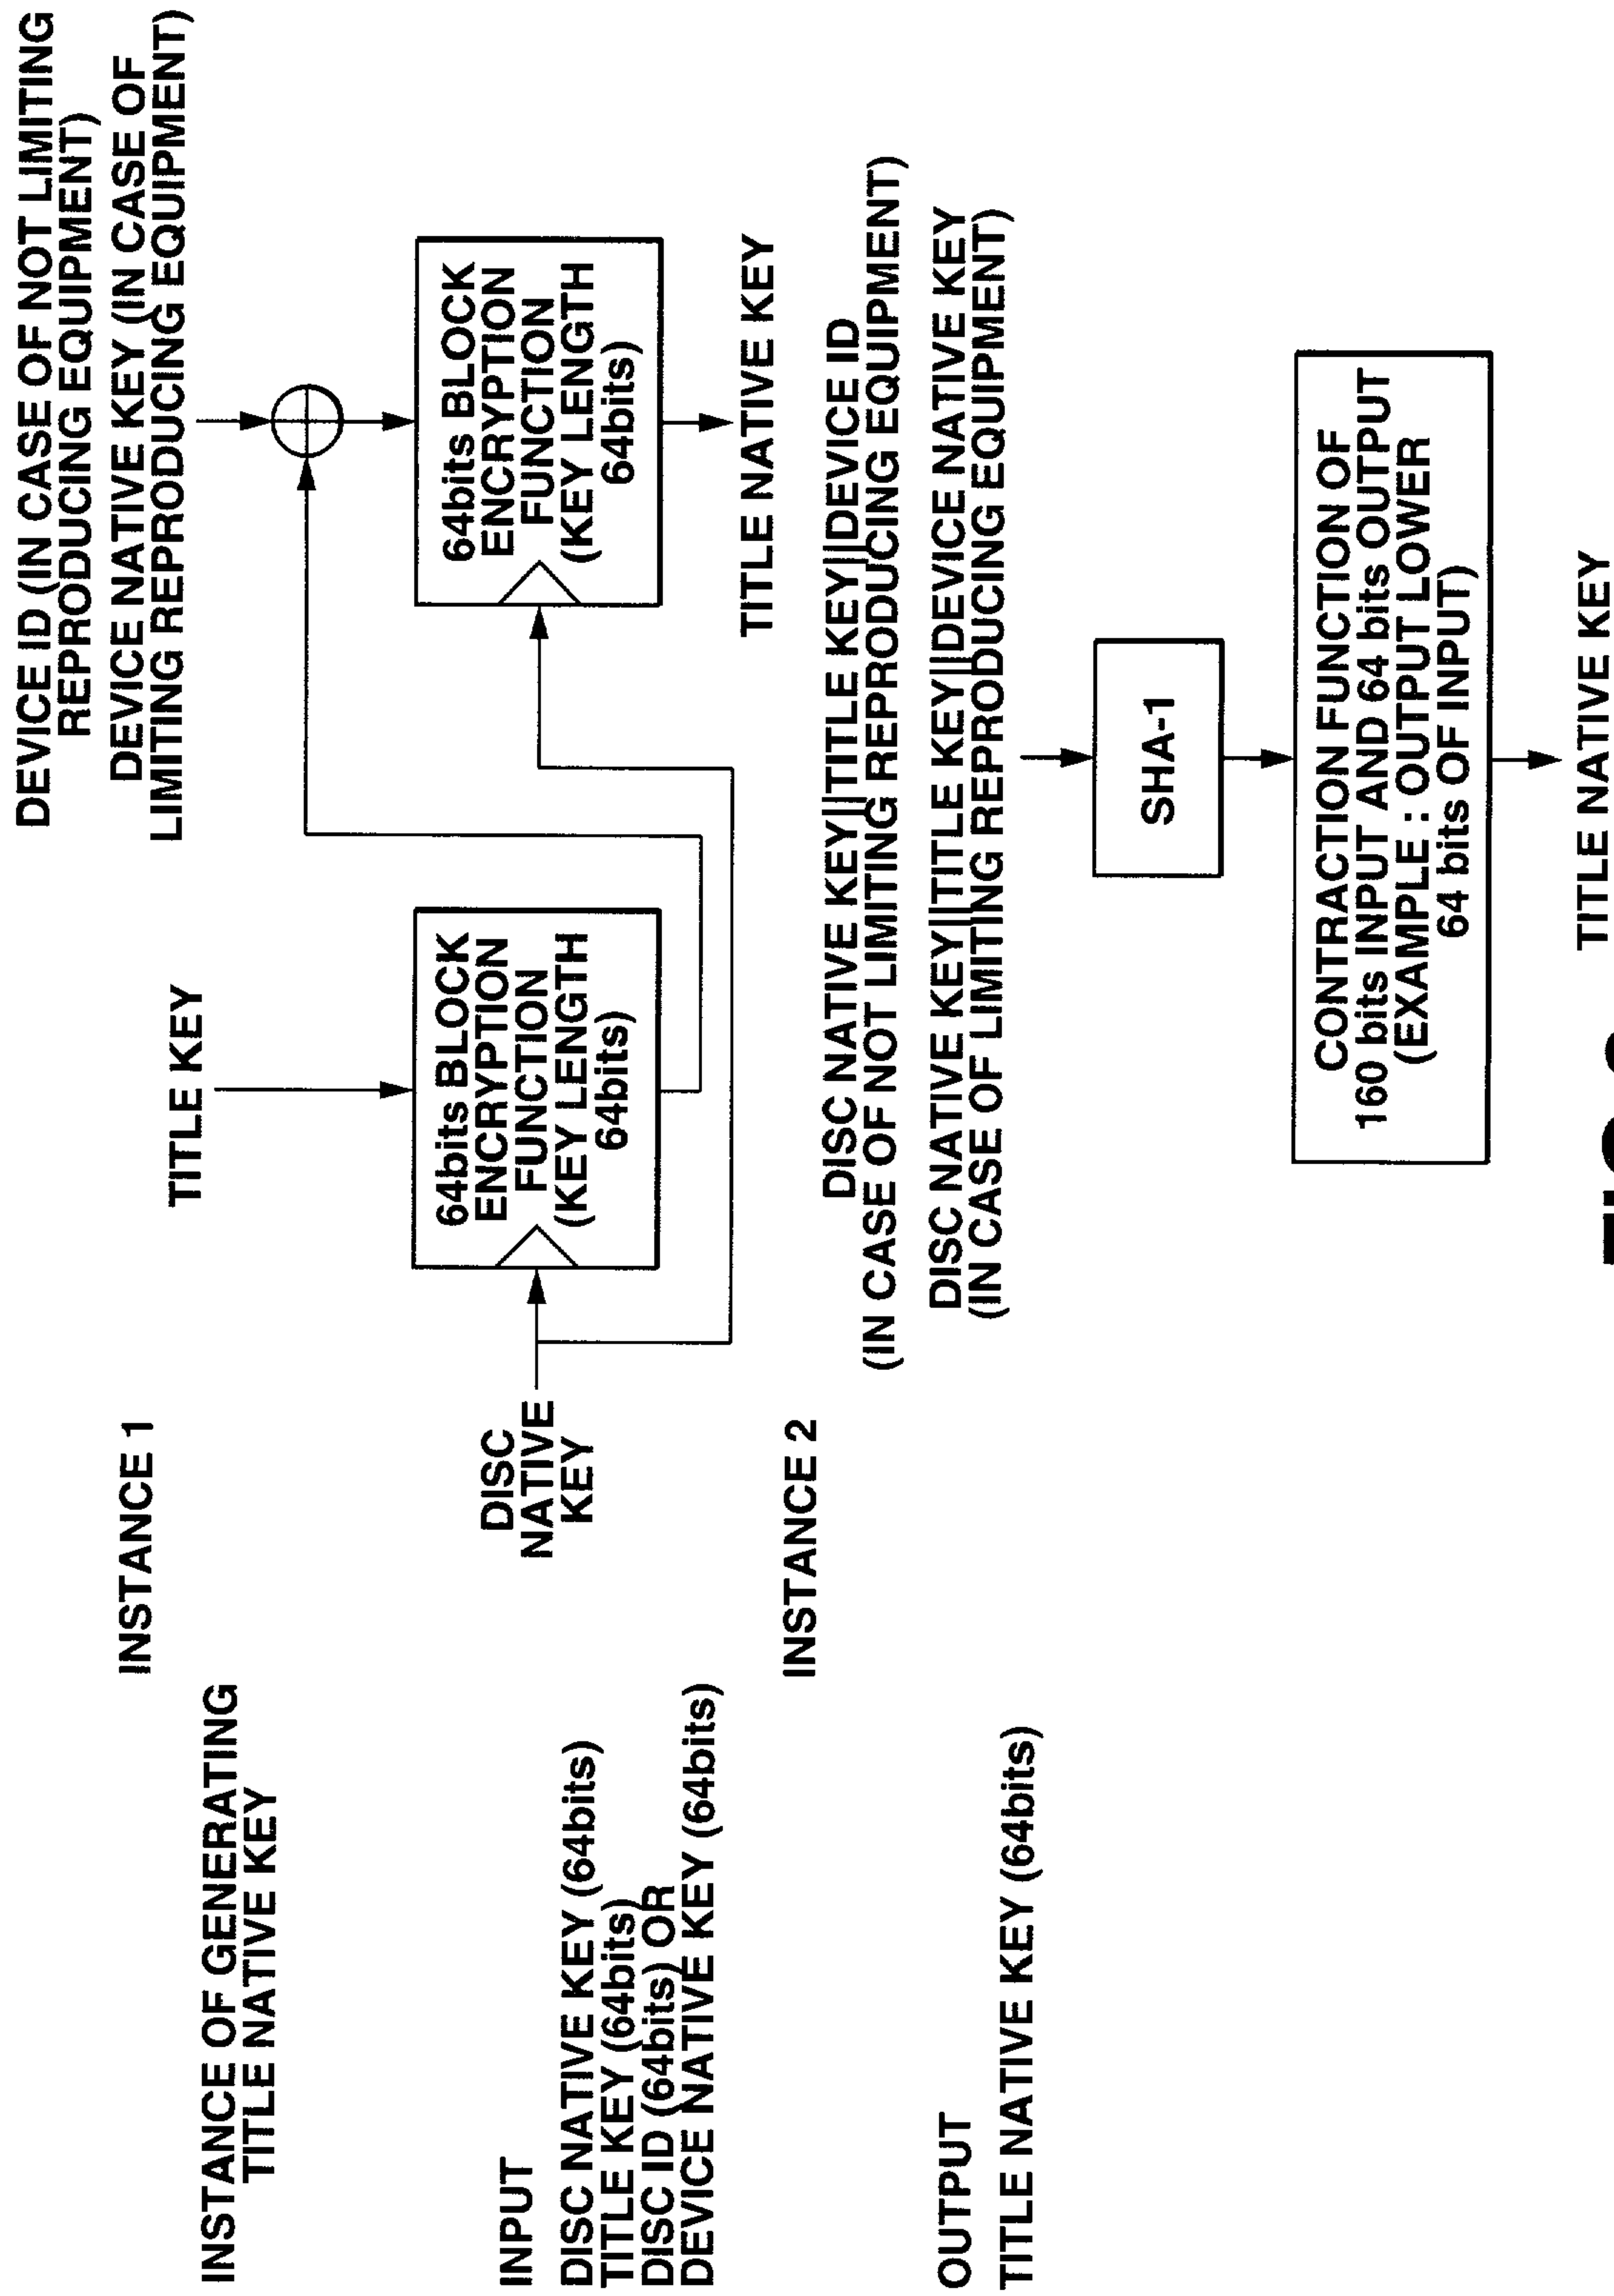 INSTANCE OF GENERATING
TITLE NATIVE KEY
INPUT
DISC NATIVE KEY (64bits)
TITLE KEY (64bits)
DISC ID (64bits) OR
DEVICE NATIVE KEY (64bits)
OUTPUT
TITLE NATIVE KEY (64bits)
INSTANCE 1
TITLE KEY
DISC
NATIVE
KEY
64bits BLOCK
ENCRYPTION
FUNCTION
(KEY LENGTH
64bits)
DEVICE ID (IN CASE OF NOT LIMITING
REPRODUCING EQUIPMENT)
DEVICE NATIVE KEY (IN CASE OF
LIMITING REPRODUCING EQUIPMENT)
64bits BLOCK
ENCRYPTION
FUNCTION
(KEY LENGTH
64bits)
TITLE NATIVE KEY
INSTANCE 2
DISC NATIVE KEY||TITLE KEY||DEVICE ID
(IN CASE OF NOT LIMITING REPRODUCING EQUIPMENT)
DISC NATIVE KEY||TITLE KEY||DEVICE NATIVE KEY
(IN CASE OF LIMITING REPRODUCING EQUIPMENT)
SHA-1
CONTRACTION FUNCTION OF
160 bits INPUT AND 64 bits OUTPUT
(EXAMPLE : OUTPUT LOWER
64 bits OF INPUT)
TITLE NATIVE KEY